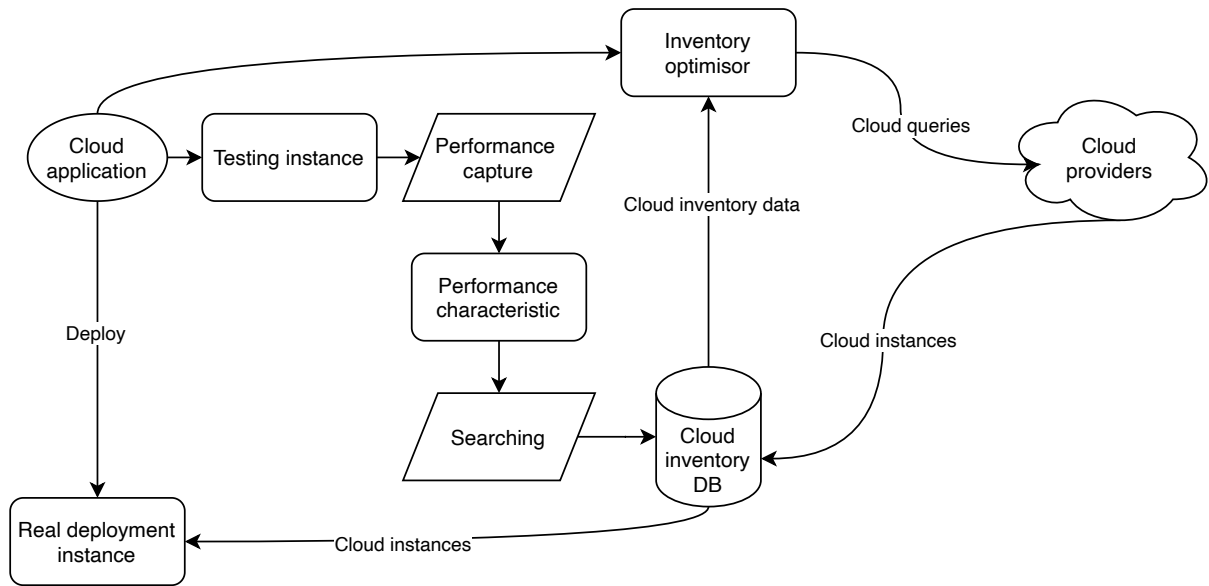 Inventory
optimisor
Cloud queries
Cloud
providers
Cloud
application
Testing instance
Performance
capture
Cloud inventory data
Performance
characteristic
Deploy
Cloud instances
Searching
Cloud
inventory
DB
Real deployment
instance
Cloud instances